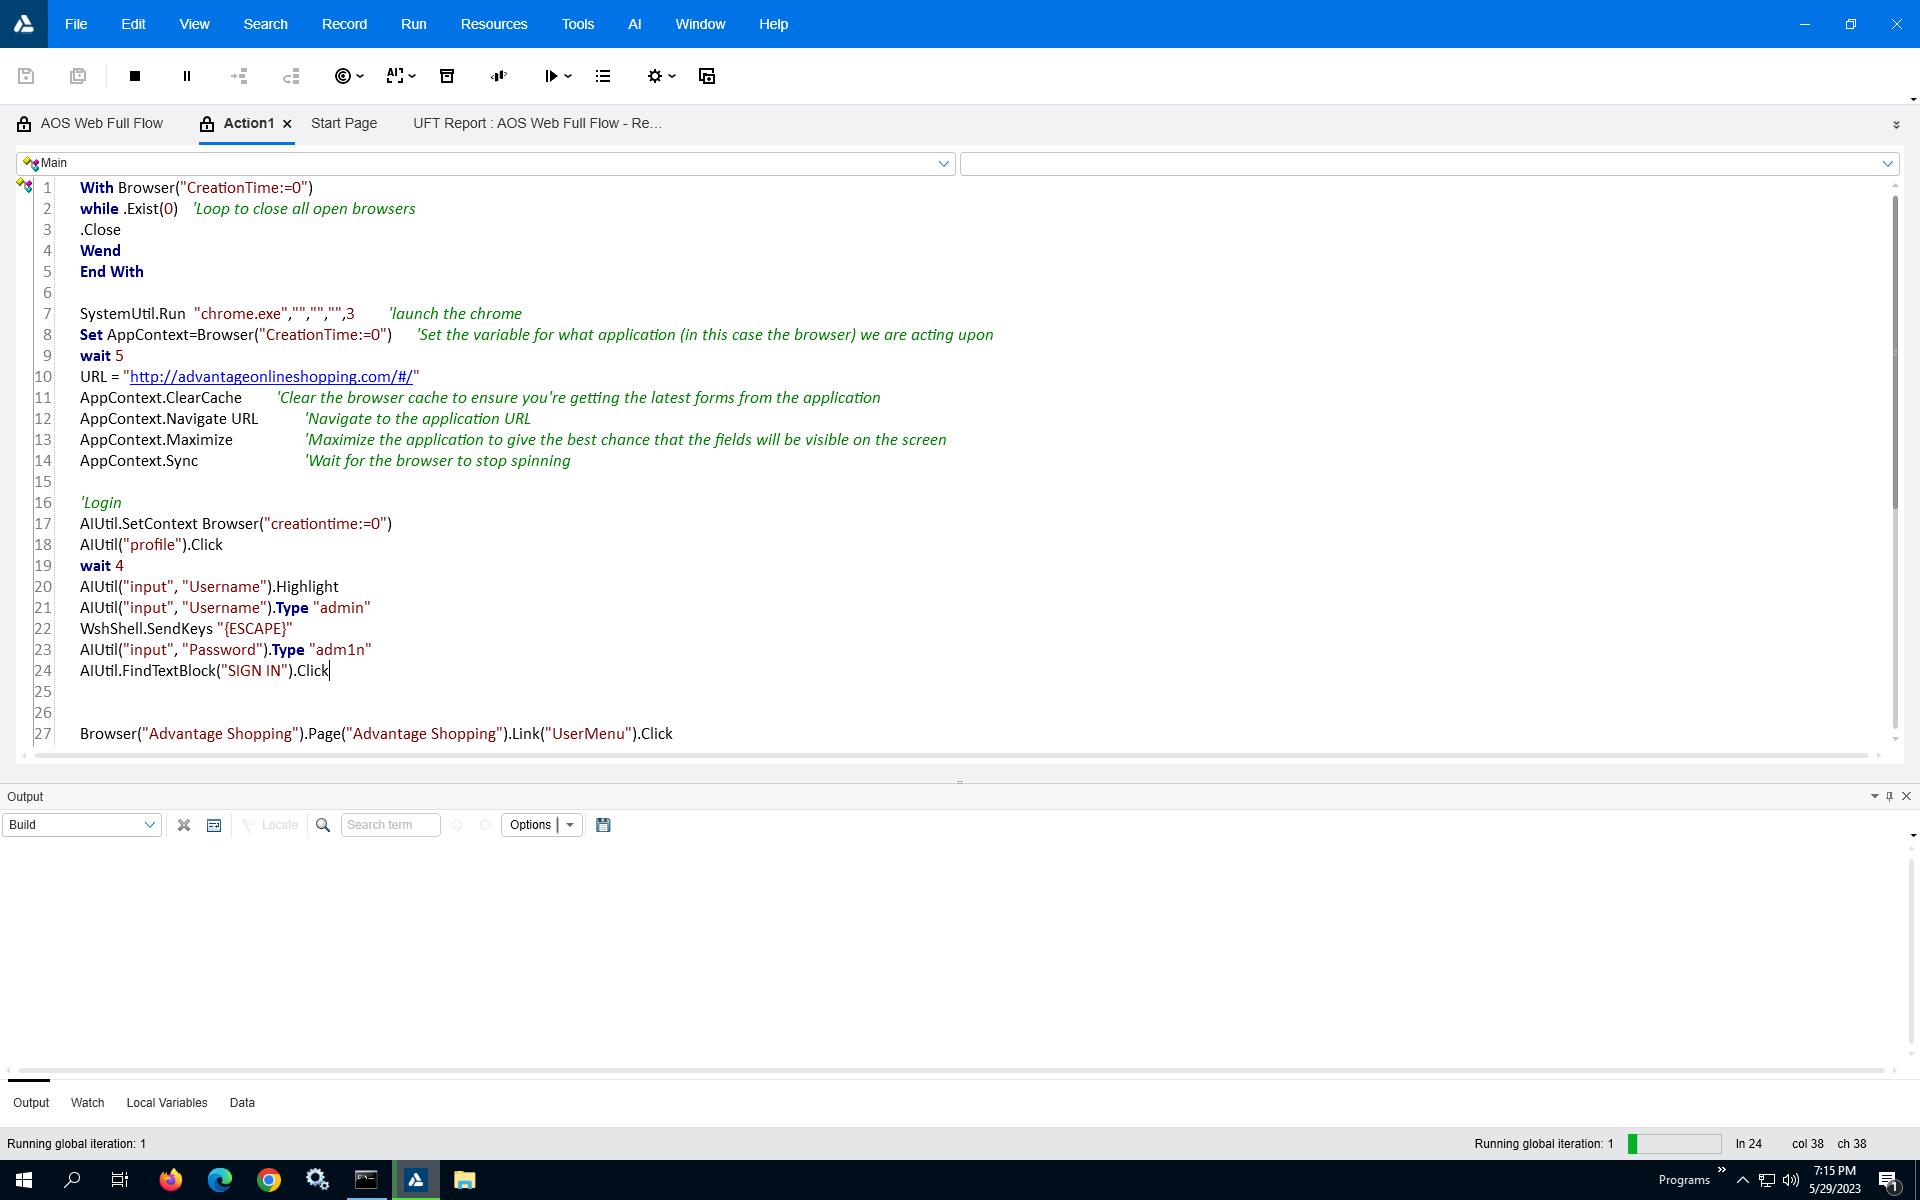 File Edit View Search Record Run Resources Tools AI Window Help
AI
AOS Web Full Flow Action1 Start Page UFT Report : AOS Web Full Flow - Re...
Main
1 With Browser("CreationTime:=0")
2 while .Exist(0) 'Loop to close all open browsers
3 .Close
4 Wend
5 End With
6
7 SystemUtil.Run "chrome.exe","","","",3 'launch the chrome
8 Set AppContext=Browser("CreationTime:=0") 'Set the variable for what application (in this case the browser) we are acting upon
9 wait 5
10 URL = "http://advantageonlineshopping.com/#/"
11 AppContext.ClearCache 'Clear the browser cache to ensure you're getting the latest forms from the application
12 AppContext.Navigate URL 'Navigate to the application URL
13 AppContext.Maximize 'Maximize the application to give the best chance that the fields will be visible on the screen
14 AppContext.Sync 'Wait for the browser to stop spinning
15
16 'Login
17 AIUtil.SetContext Browser("creationtime:=0")
18 AIUtil("profile").Click
19 wait 4
20 AIUtil("input", "Username").Highlight
21 AIUtil("input", "Username").Type "admin"
22 WshShell.SendKeys "{ESCAPE}"
23 AIUtil("input", "Password").Type "adm1n"
24 AIUtil.FindTextBlock("SIGN IN").Click
25
26
27 Browser("Advantage Shopping").Page("Advantage Shopping").Link("UserMenu").Click
Output
Build Locate Search term Options
Output Watch Local Variables Data
Running global iteration: 1 Running global iteration: 1 ln 24 col 38 ch 38
Programs 7:15 PM
5/29/2023 1